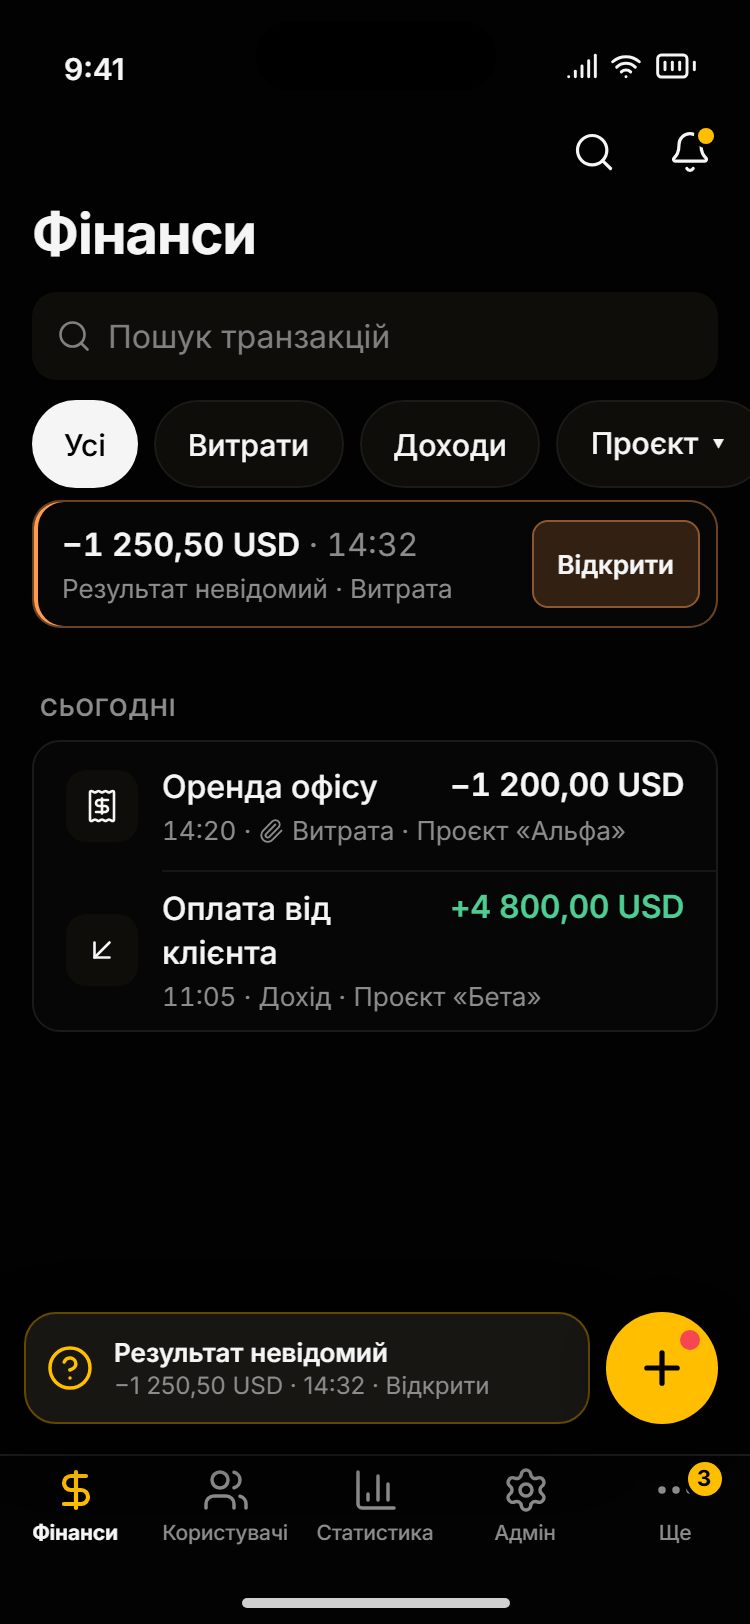 9:41
Фінанси
Пошук транзакцій
Усі Витрати Доходи Проєкт ▼
−1 250,50 USD · 14:32
Результат невідомий · Витрата
Відкрити
СЬОГОДНІ
Оренда офісу −1 200,00 USD
14:20 · Витрата · Проєкт «Альфа»
Оплата від +4 800,00 USD
клієнта
11:05 · Дохід · Проєкт «Бета»
Результат невідомий
−1 250,50 USD · 14:32 · Відкрити
3
Фінанси Користувачі Статистика Адмін Ще